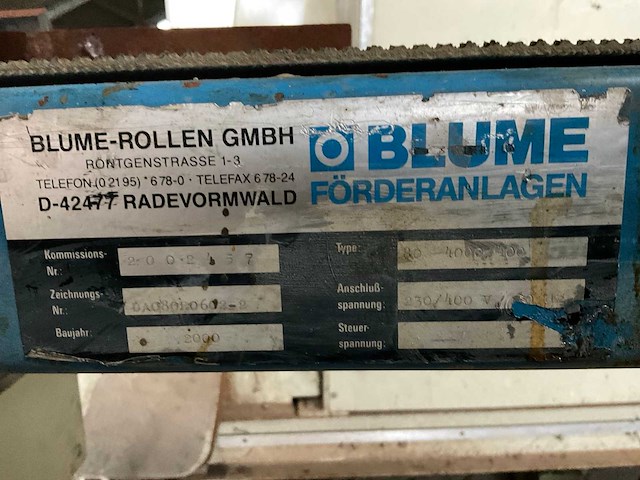 BLUME-ROLLEN GMBH
RÖNTGENSTRASSE 1-3
TELEFON (02195) * 678-0 · TELEFAX 678-24
D-42477 RADEVORMWALD
BLUME
FÖRDERANLAGEN
Kommissions-
Nr.:
Zeichnungs-
Nr.:
Baujahr:
2000
Type:
Anschluß-
spannung:
230/400 V
Steuer-
spannung: